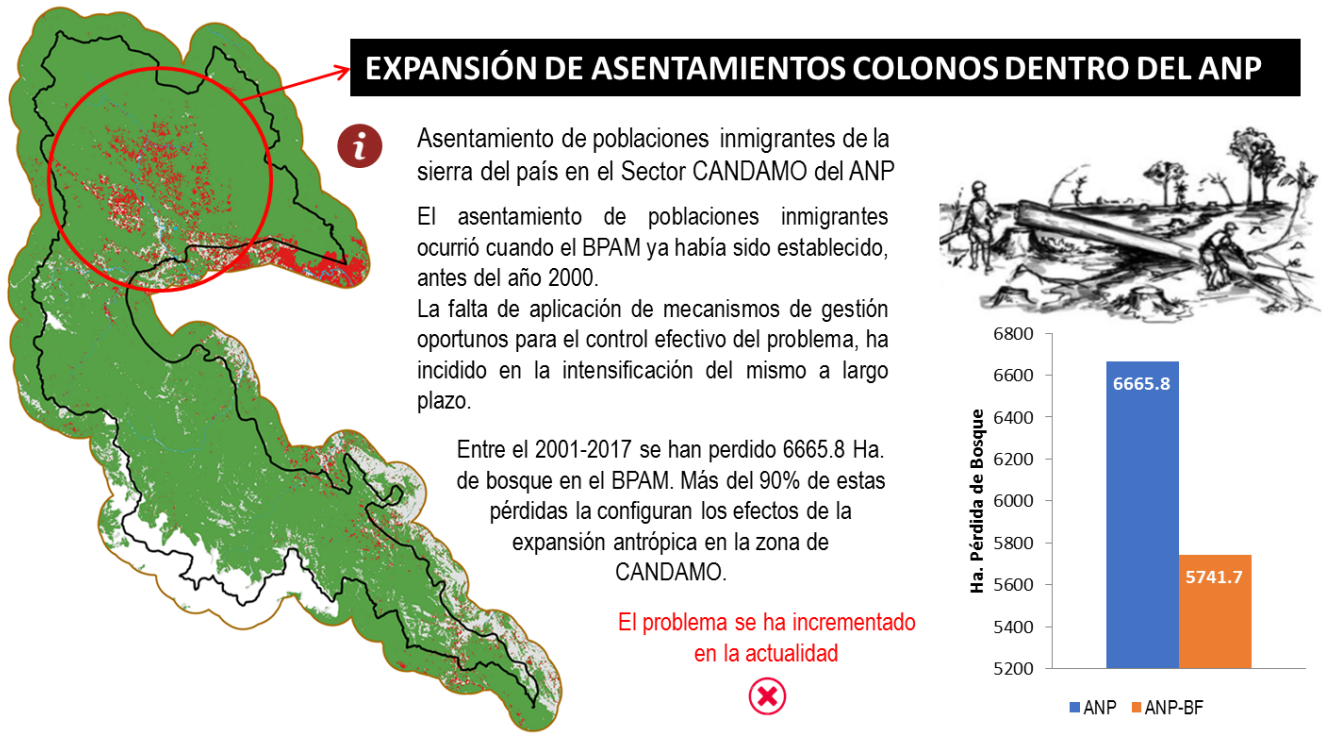 EXPANSIÓN DE ASENTAMIENTOS COLONOS DENTRO DEL ANP
i
Asentamiento de poblaciones inmigrantes de la
sierra del país en el Sector CANDAMO del ANP
El asentamiento de poblaciones inmigrantes
ocurrió cuando el BPAM ya había sido establecido,
antes del año 2000.
La falta de aplicación de mecanismos de gestión
oportunos para el control efectivo del problema, ha
incidido en la intensificación del mismo a largo
plazo.
Entre el 2001-2017 se han perdido 6665.8 Ha.
de bosque en el BPAM. Más del 90% de estas
pérdidas la configuran los efectos de la
expansión antrópica en la zona de
CANDAMO.
El problema se ha incrementado
en la actualidad
Ha. Pérdida de Bosque
6800
6600
6400
6200
6000
5800
5600
5400
5200
6665.8
5741.7
ANP
ANP-BF